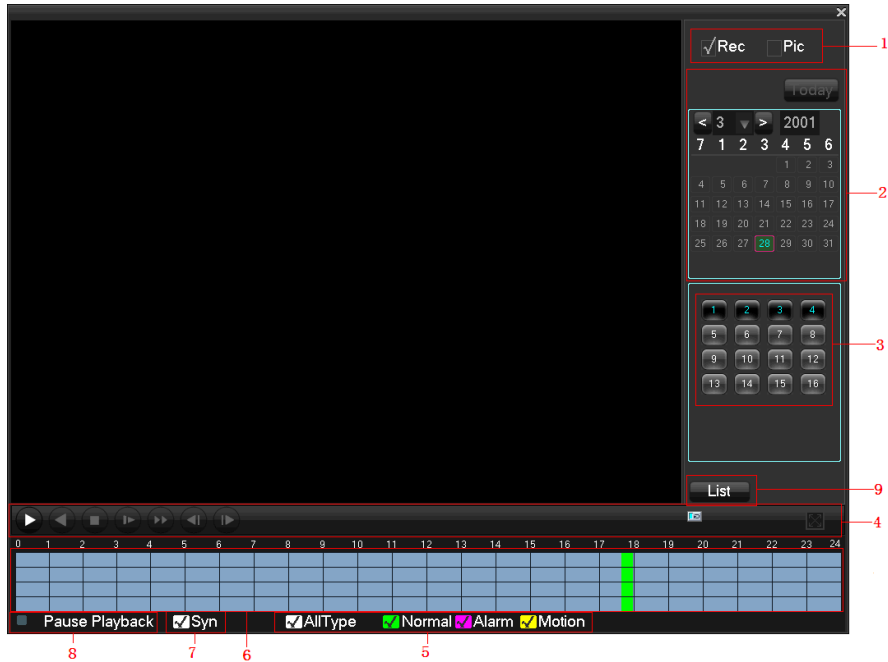 Rec Pic 1
Today
< 3 > 2001
7 1 2 3 4 5 6
1 2 3
4 5 6 7 8 9 10
2
11 12 13 14 15 16 17
18 19 20 21 22 23 24
25 26 27 28 29 30 31
1 2 3 4
5 6 7 8
3
9 10 11 12
13 14 15 16
List 9
4
0 1 2 3 4 5 6 7 8 9 10 11 12 13 14 15 16 17 18 19 20 21 22 23 24
Pause Playback Syn AllType Normal Alarm Motion
8 7 6 5